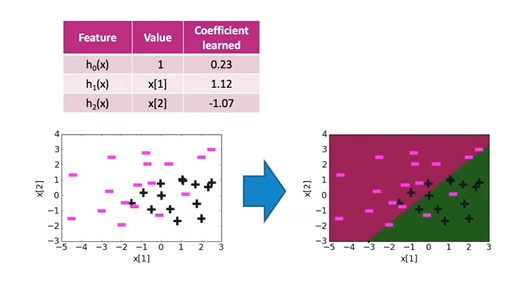 Feature Value Coefficient learned
h₀(x) 1 0.23
h₁(x) x[1] 1.12
h₂(x) x[2] -1.07
4 4
3 3
2 2
1 1
0 0
−1 −1
−2 −2
−3 −3
x[2] x[2]
−5 −4 −3 −2 −1 0 1 2 3 −5 −4 −3 −2 −1 0 1 2 3
x[1] x[1]